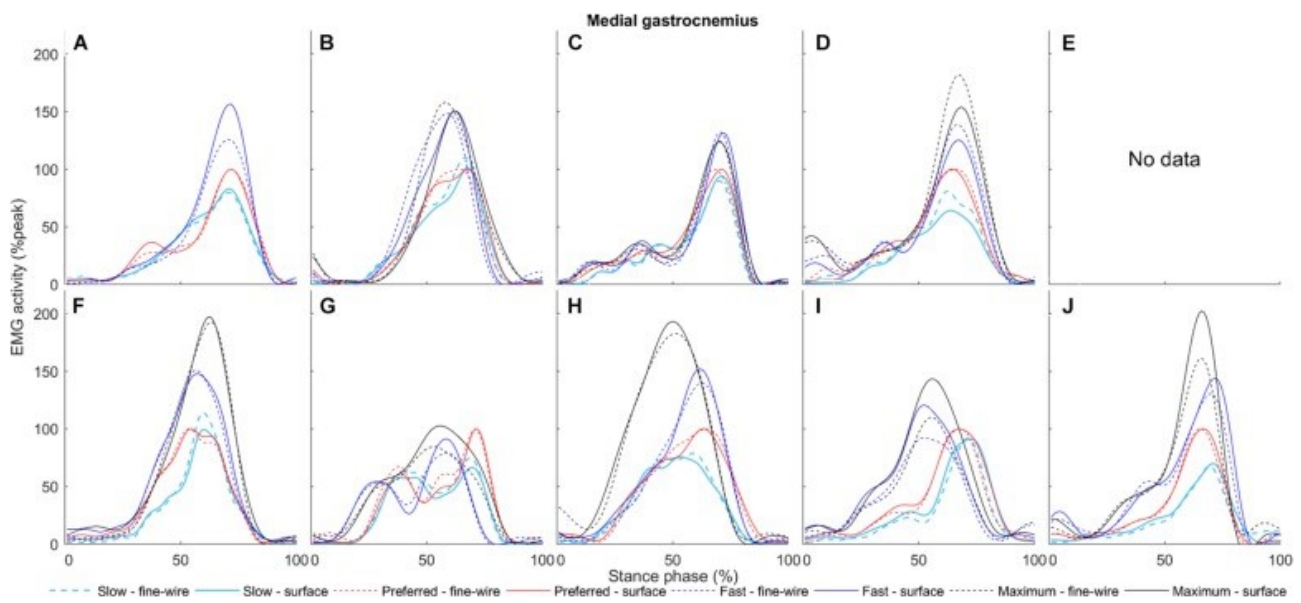 Medial gastrocnemius
A B C D E
200
150
100
50
0
No data
EMG activity (%peak)
F G H I J
200
150
100
50
0
0 50 100 50 100 50 100 50 100 50 100
Stance phase (%)
Slow - fine-wire Slow - surface Preferred - fine-wire Preferred - surface Fast - fine-wire Fast - surface Maximum - fine-wire Maximum - surface